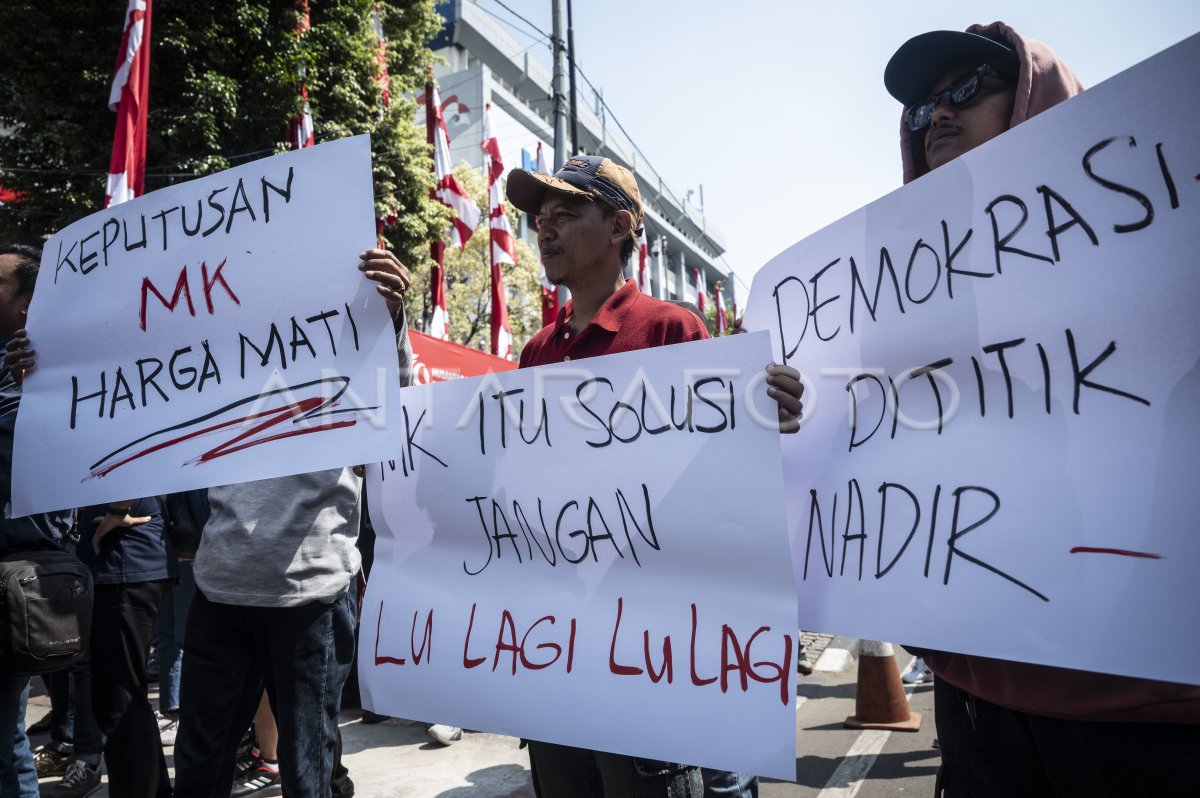 KEPUTUSAN
MK
HARGA MATI
MK ITU SOLUSI
JANGAN
LU LAGI LU LAGI
DEMOKRASI
DITITIK
NADIR
ANTARAFOTO